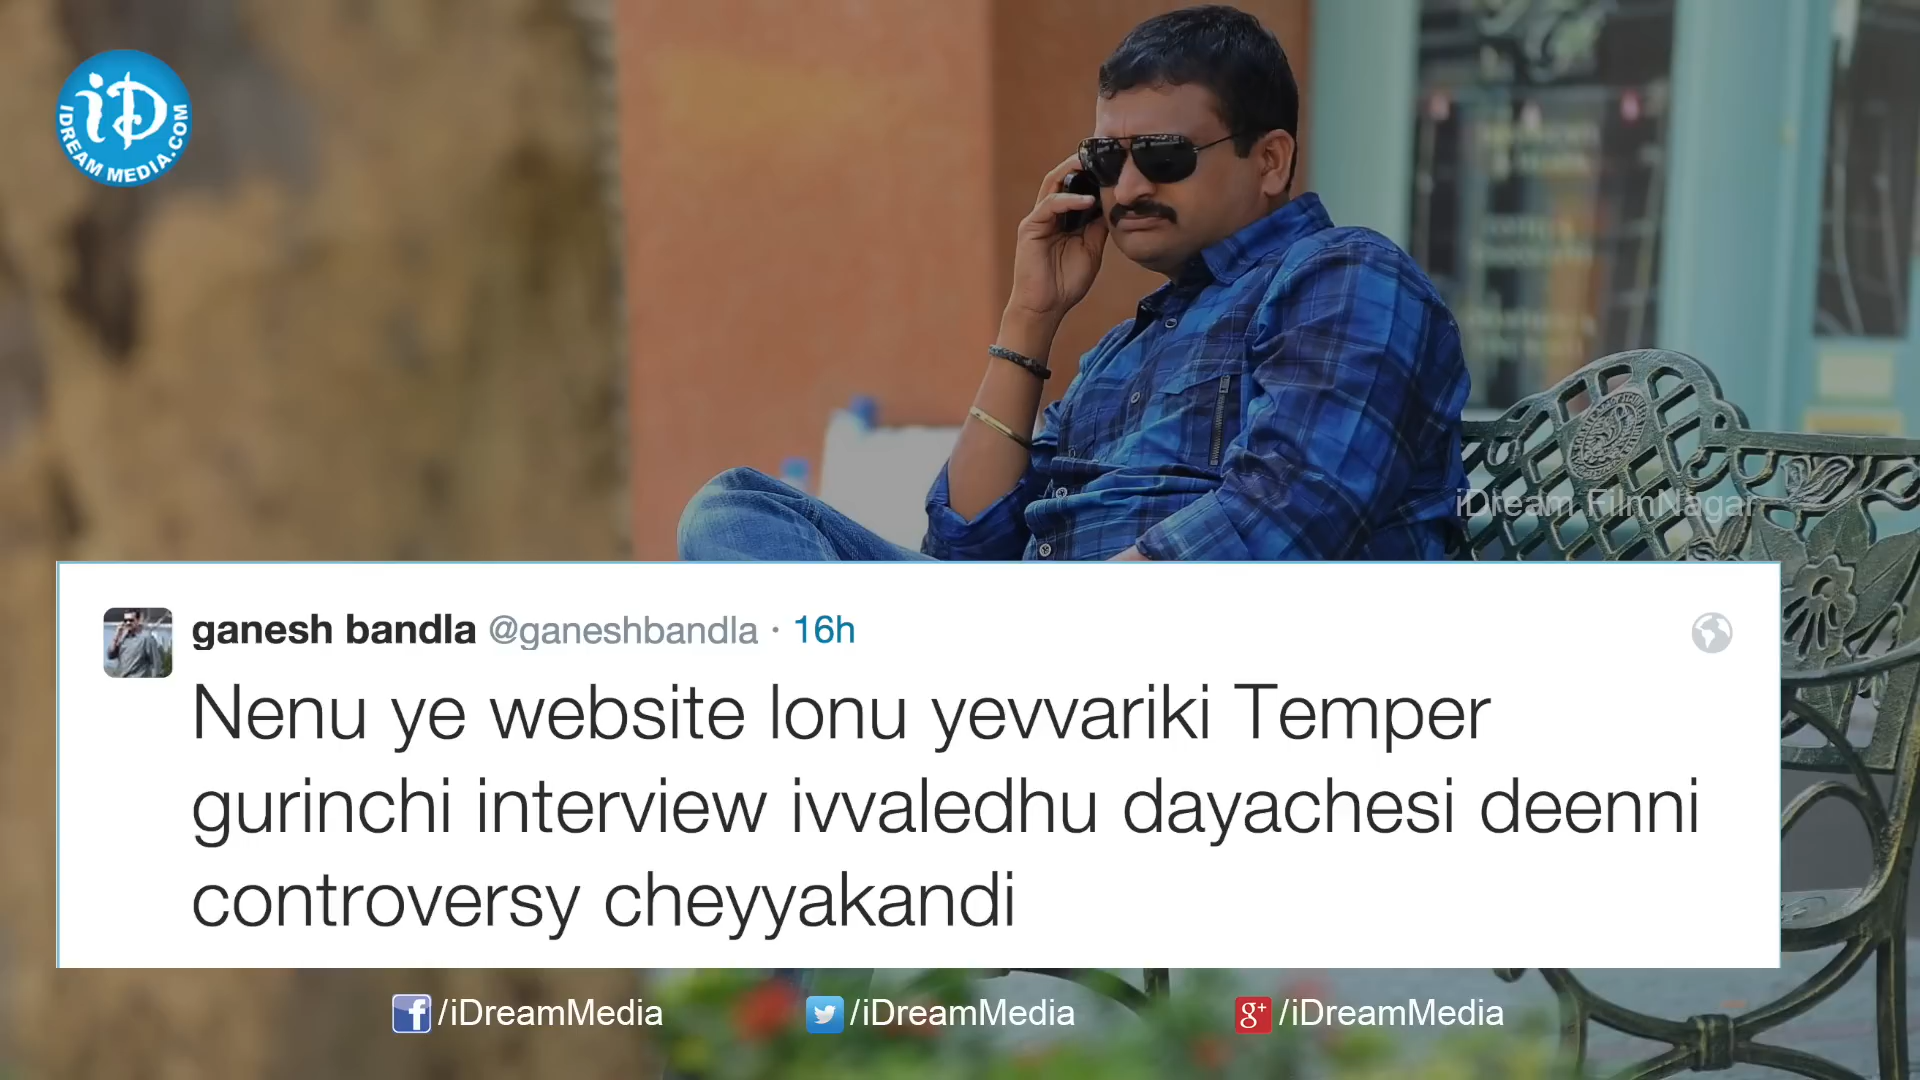 iD
IDREAM MEDIA.COM
iDream FilmNagar
ganesh bandla @ganeshbandla · 16h
Nenu ye website lonu yevvariki Temper
gurinchi interview ivvaledhu dayachesi deenni
controversy cheyyakandi
f /iDreamMedia
/iDreamMedia
g+ /iDreamMedia